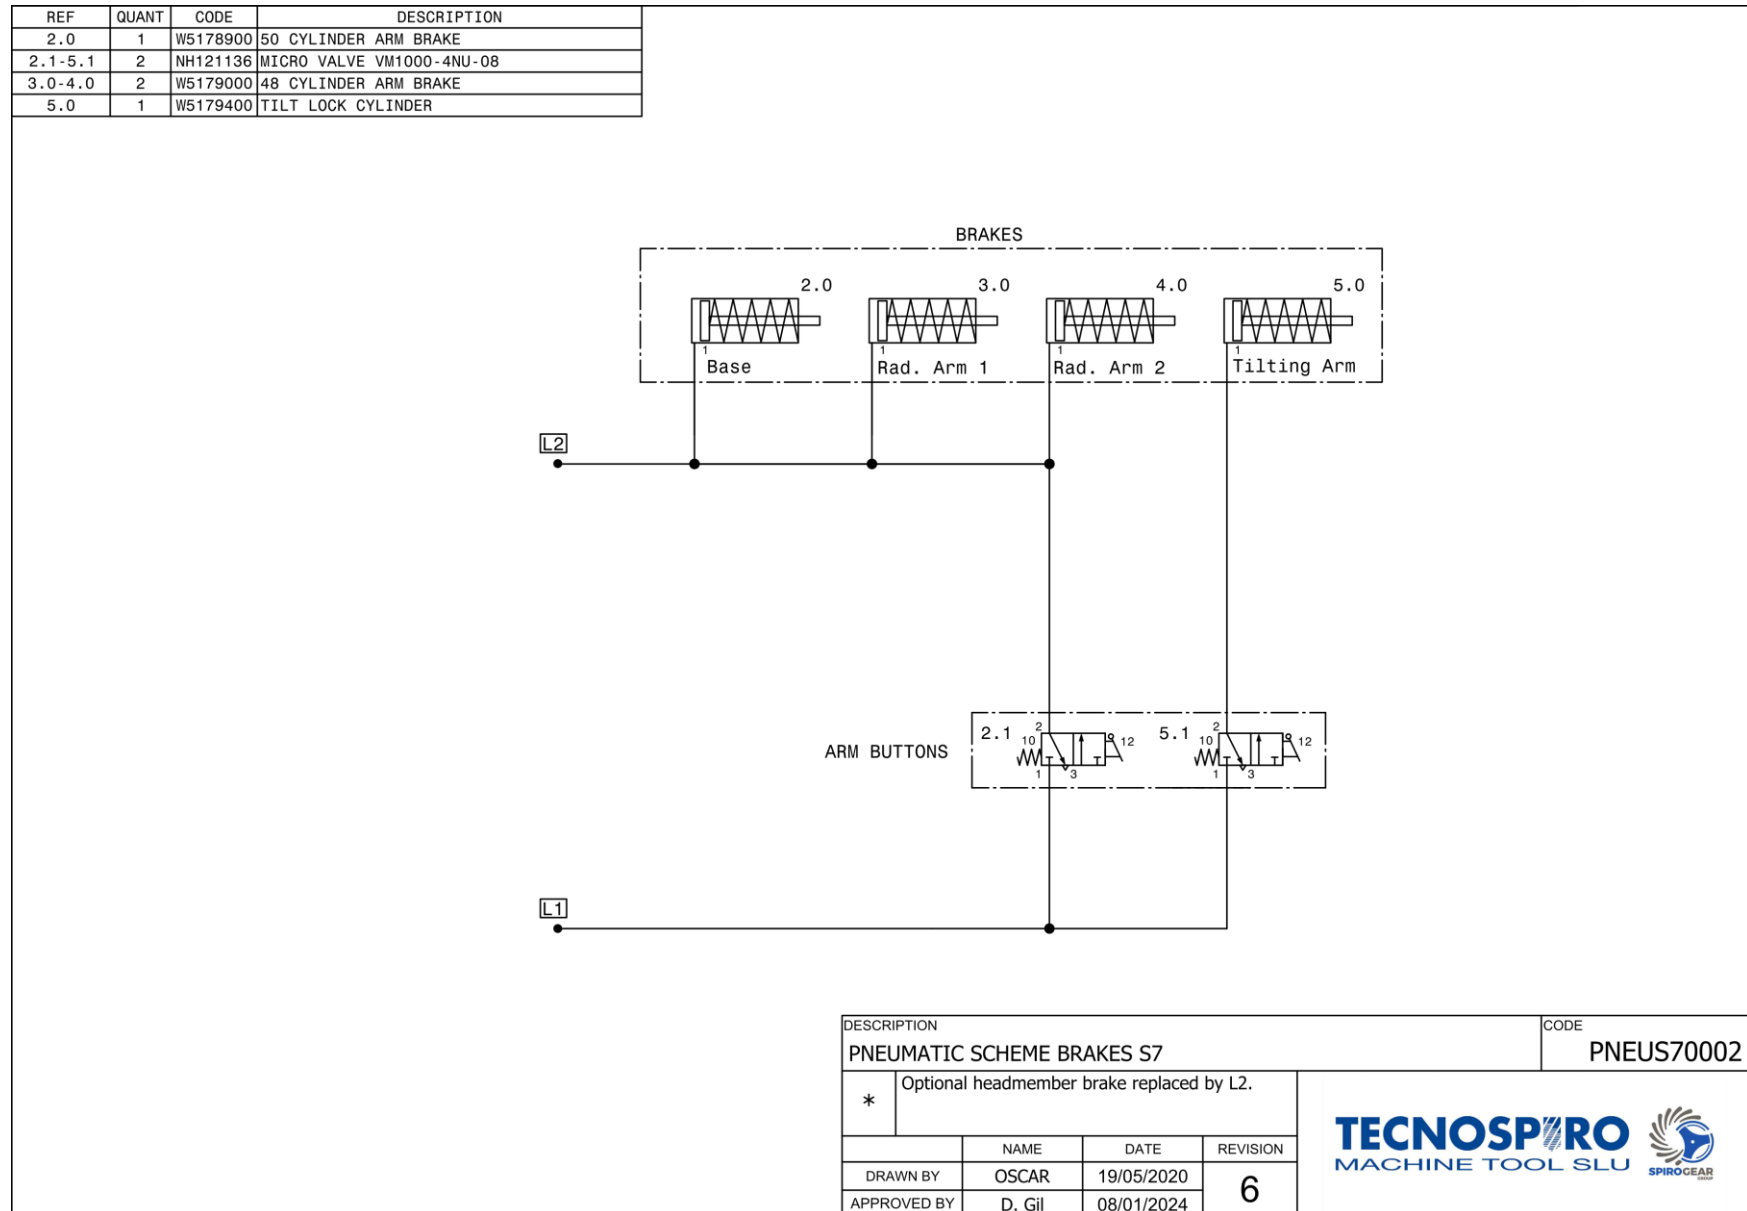 REF QUANT CODE DESCRIPTION
2.0 1 W5178900 50 CYLINDER ARM BRAKE
2.1-5.1 2 NH121136 MICRO VALVE VM1000-4NU-08
3.0-4.0 2 W5179000 48 CYLINDER ARM BRAKE
5.0 1 W5179400 TILT LOCK CYLINDER
BRAKES
2.0 3.0 4.0 5.0
1 1 1 1
Base Rad. Arm 1 Rad. Arm 2 Tilting Arm
L2
2.1 10 2 12 5.1 10 2 12
ARM BUTTONS
1 3 1 3
L1
DESCRIPTION CODE
PNEUMATIC SCHEME BRAKES S7 PNEUS70002
* Optional headmember brake replaced by L2.
NAME DATE REVISION
DRAWN BY OSCAR 19/05/2020 6
APPROVED BY D. Gil 08/01/2024
TECNOSPIRO
MACHINE TOOL SLU
SPIROGEAR
GROUP